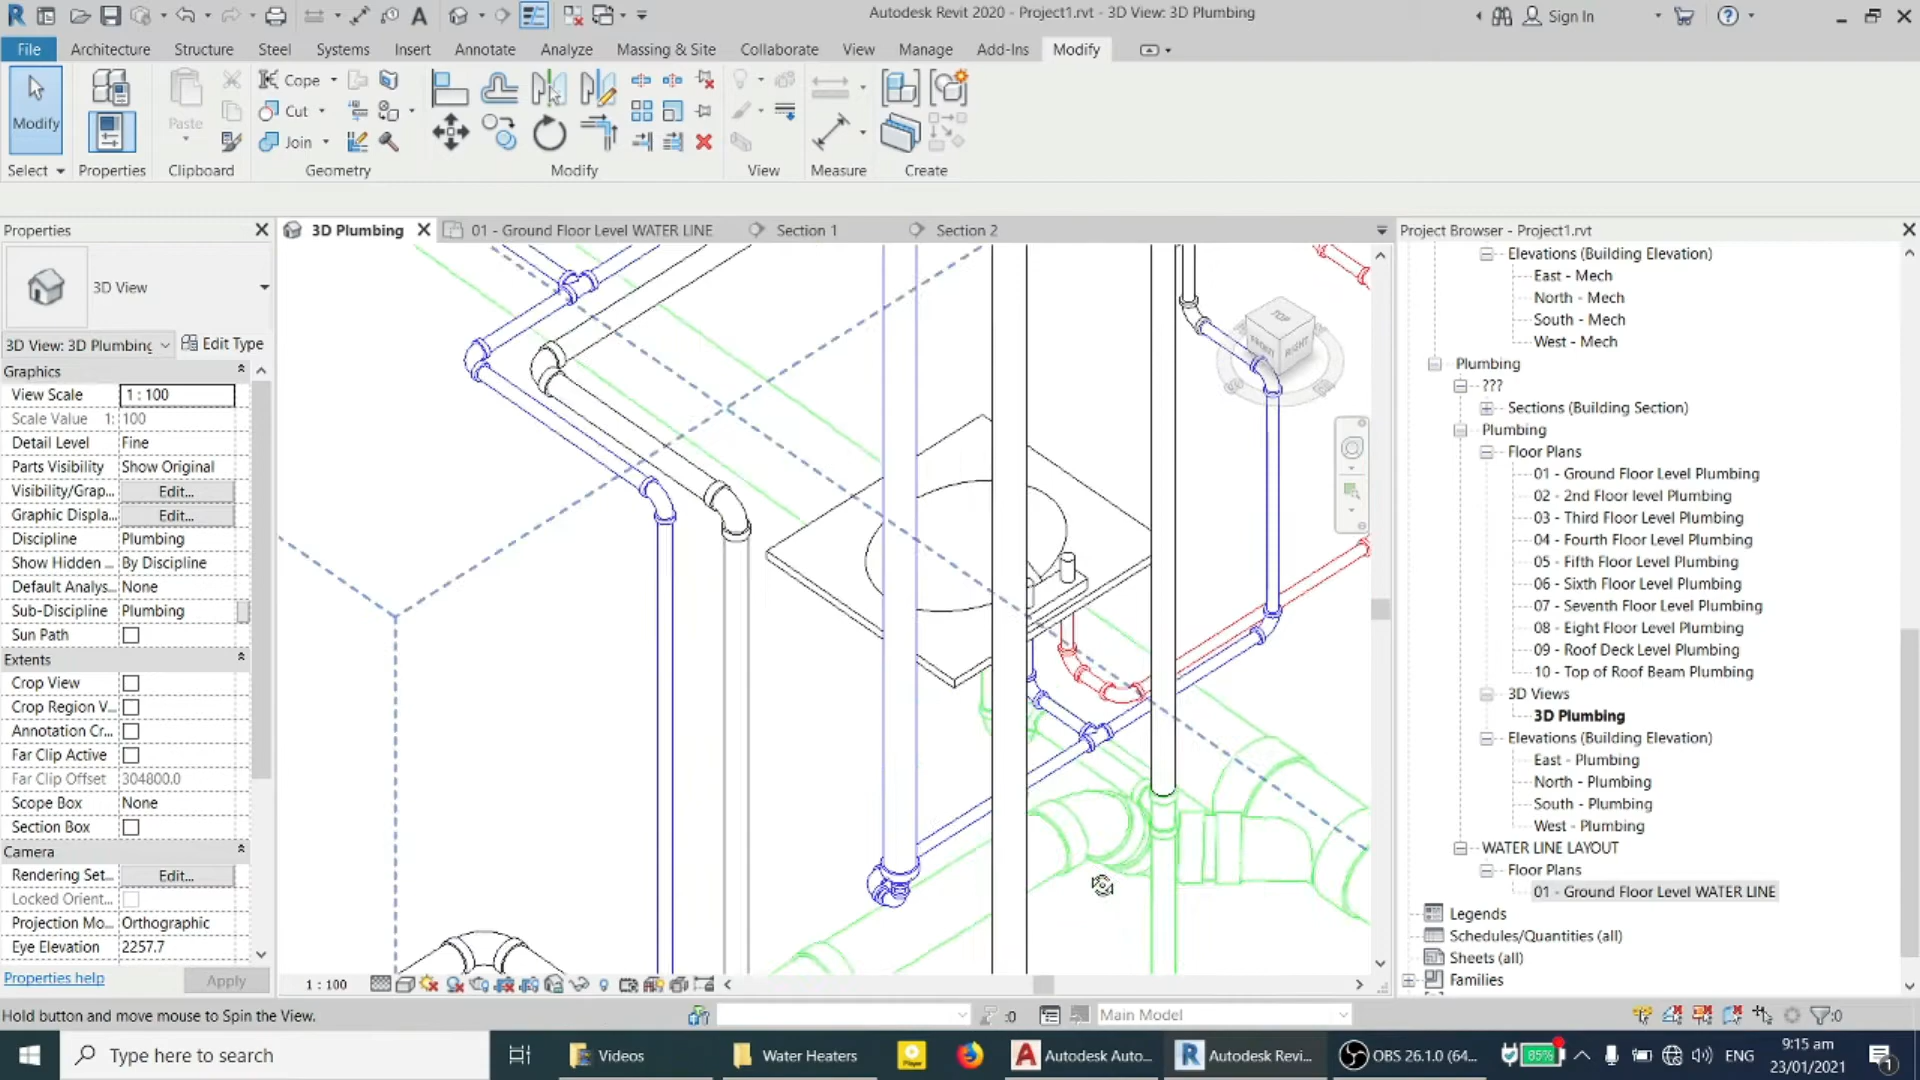 Autodesk Revit 2020 - Project1.rvt - 3D View: 3D Plumbing
Sign In
File Architecture Structure Steel Systems Insert Annotate Analyze Massing & Site Collaborate View Manage Add-Ins Modify
Modify
Paste
Cope
Cut
Join
Select Properties Clipboard Geometry Modify View Measure Create
Properties
3D View
3D View: 3D Plumbing
Edit Type
Graphics
View Scale 1 : 100
Scale Value 1: 100
Detail Level Fine
Parts Visibility Show Original
Visibility/Grap... Edit...
Graphic Displa... Edit...
Discipline Plumbing
Show Hidden ... By Discipline
Default Analys... None
Sub-Discipline Plumbing
Sun Path
Extents
Crop View
Crop Region V...
Annotation Cr...
Far Clip Active
Far Clip Offset 304800.0
Scope Box None
Section Box
Camera
Rendering Set... Edit...
Locked Orient...
Projection Mo... Orthographic
Eye Elevation 2257.7
Properties help
Apply
3D Plumbing
01 - Ground Floor Level WATER LINE
Section 1
Section 2
TOP
FRONT
RIGHT
1 : 100
Project Browser - Project1.rvt
Elevations (Building Elevation)
East - Mech
North - Mech
South - Mech
West - Mech
Plumbing
???
Sections (Building Section)
Plumbing
Floor Plans
01 - Ground Floor Level Plumbing
02 - 2nd Floor level Plumbing
03 - Third Floor Level Plumbing
04 - Fourth Floor Level Plumbing
05 - Fifth Floor Level Plumbing
06 - Sixth Floor Level Plumbing
07 - Seventh Floor Level Plumbing
08 - Eight Floor Level Plumbing
09 - Roof Deck Level Plumbing
10 - Top of Roof Beam Plumbing
3D Views
3D Plumbing
Elevations (Building Elevation)
East - Plumbing
North - Plumbing
South - Plumbing
West - Plumbing
WATER LINE LAYOUT
Floor Plans
01 - Ground Floor Level WATER LINE
Legends
Schedules/Quantities (all)
Sheets (all)
Families
Hold button and move mouse to Spin the View.
:0
Main Model
:0
Type here to search
Videos
Water Heaters
Player
Autodesk Auto...
Autodesk Revi...
OBS 26.1.0 (64...
85%
ENG
9:15 am
23/01/2021
1